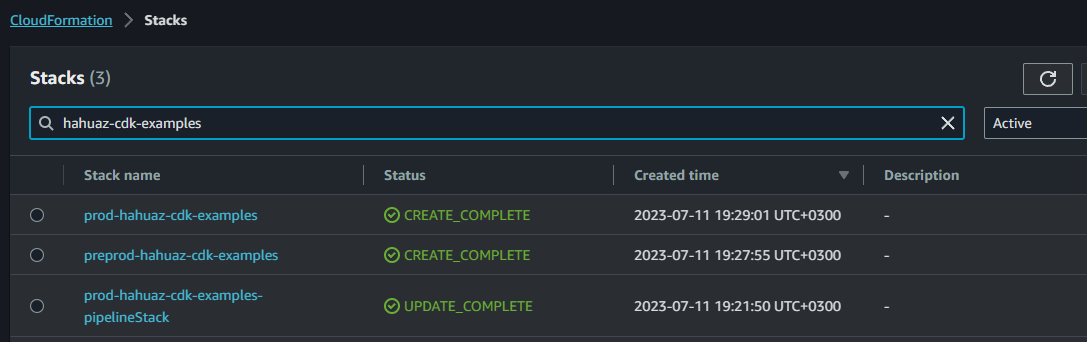 CloudFormation > Stacks
Stacks (3)
hahuaz-cdk-examples
Active
Stack name Status Created time Description
prod-hahuaz-cdk-examples CREATE_COMPLETE 2023-07-11 19:29:01 UTC+0300 -
preprod-hahuaz-cdk-examples CREATE_COMPLETE 2023-07-11 19:27:55 UTC+0300 -
prod-hahuaz-cdk-examples-
pipelineStack UPDATE_COMPLETE 2023-07-11 19:21:50 UTC+0300 -